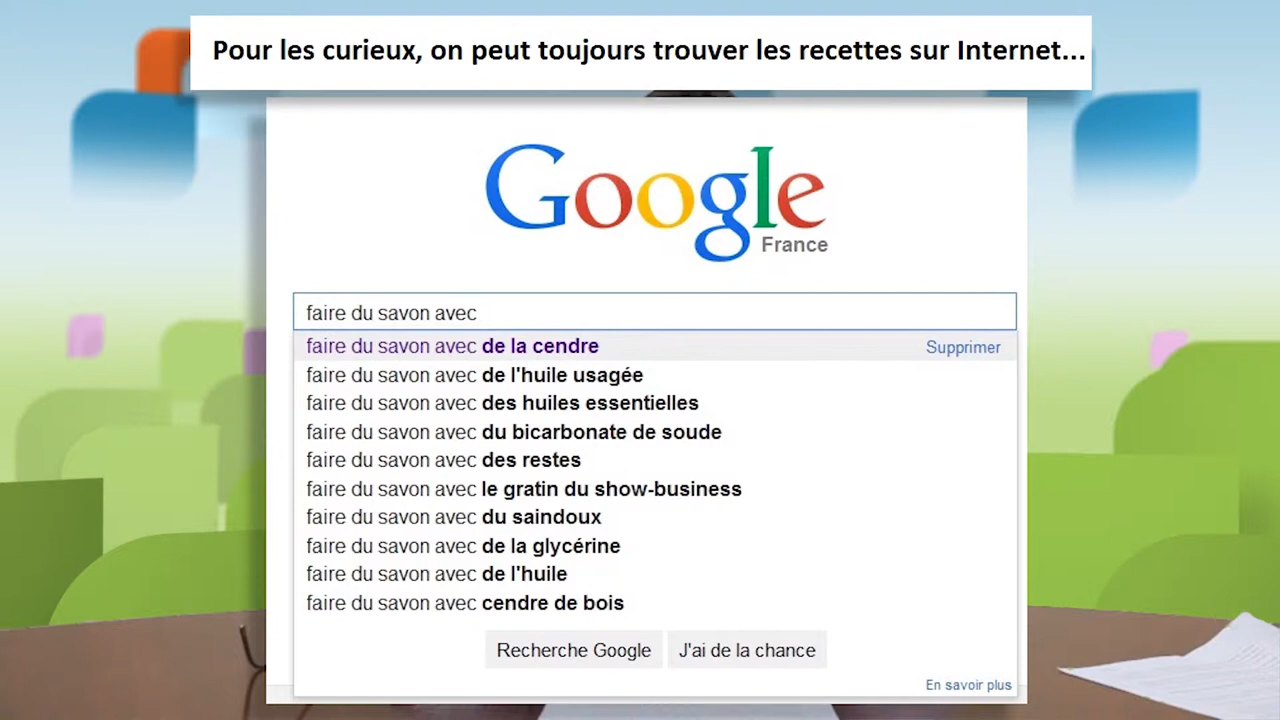 Pour les curieux, on peut toujours trouver les recettes sur Internet...
Google
France
faire du savon avec
faire du savon avec de la cendre Supprimer
faire du savon avec de l'huile usagée
faire du savon avec des huiles essentielles
faire du savon avec du bicarbonate de soude
faire du savon avec des restes
faire du savon avec le gratin du show-business
faire du savon avec du saindoux
faire du savon avec de la glycérine
faire du savon avec de l'huile
faire du savon avec cendre de bois
Recherche Google J'ai de la chance
En savoir plus